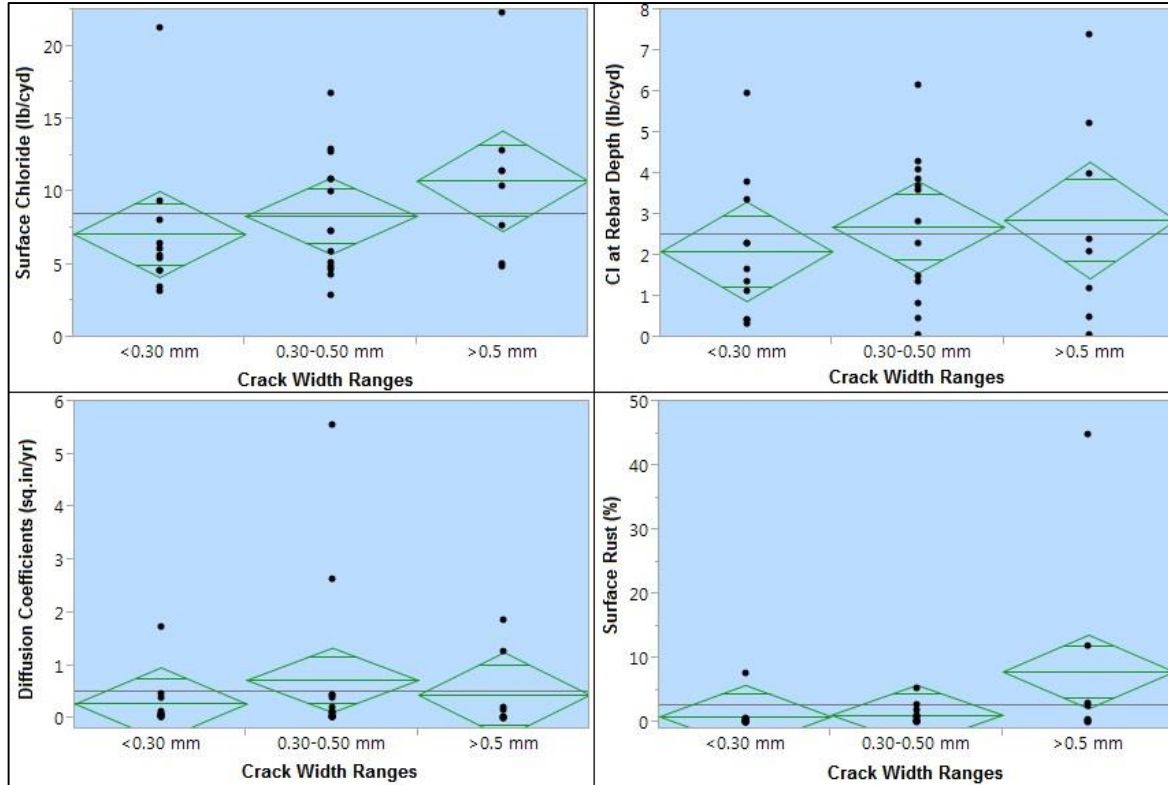 Surface Chloride (lb/cyd)
20
15
10
5
0
<0.30 mm 0.30-0.50 mm >0.5 mm
Crack Width Ranges
Cl at Rebar Depth (lb/cyd)
8
7
6
5
4
3
2
1
0
<0.30 mm 0.30-0.50 mm >0.5 mm
Crack Width Ranges
Diffusion Coefficients (sq.in/yr)
6
5
4
3
2
1
0
<0.30 mm 0.30-0.50 mm >0.5 mm
Crack Width Ranges
Surface Rust (%)
50
40
30
20
10
0
<0.30 mm 0.30-0.50 mm >0.5 mm
Crack Width Ranges